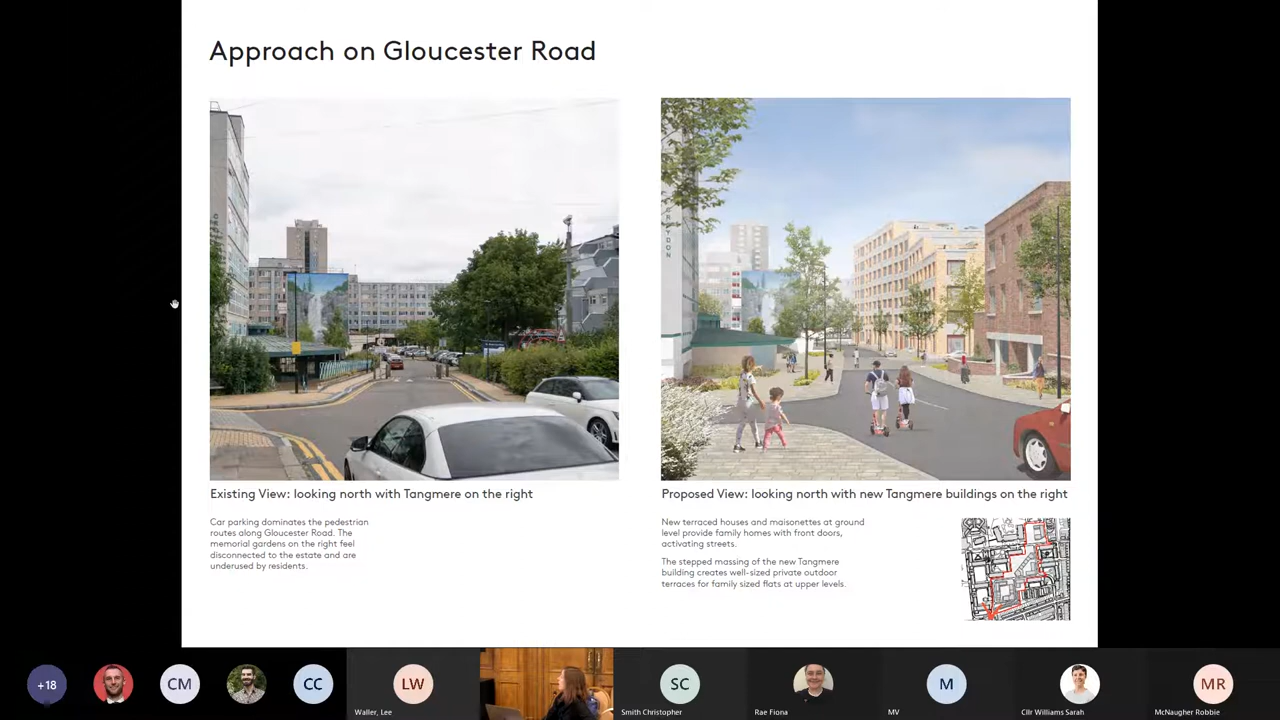 Approach on Gloucester Road
CROYDON
Existing View: looking north with Tangmere on the right
Proposed View: looking north with new Tangmere buildings on the right
Car parking dominates the pedestrian
routes along Gloucester Road. The
memorial gardens on the right feel
disconnected to the estate and are
underused by residents.
New terraced houses and maisonettes at ground
level provide family homes with front doors,
activating streets.
The stepped massing of the new Tangmere
building creates well-sized private outdoor
terraces for family sized flats at upper levels.
+18
CM
CC
LW
SC
M
MR
Waller, Lee
Smith Christopher
Rae Fiona
MV
Cllr Williams Sarah
McNaugher Robbie